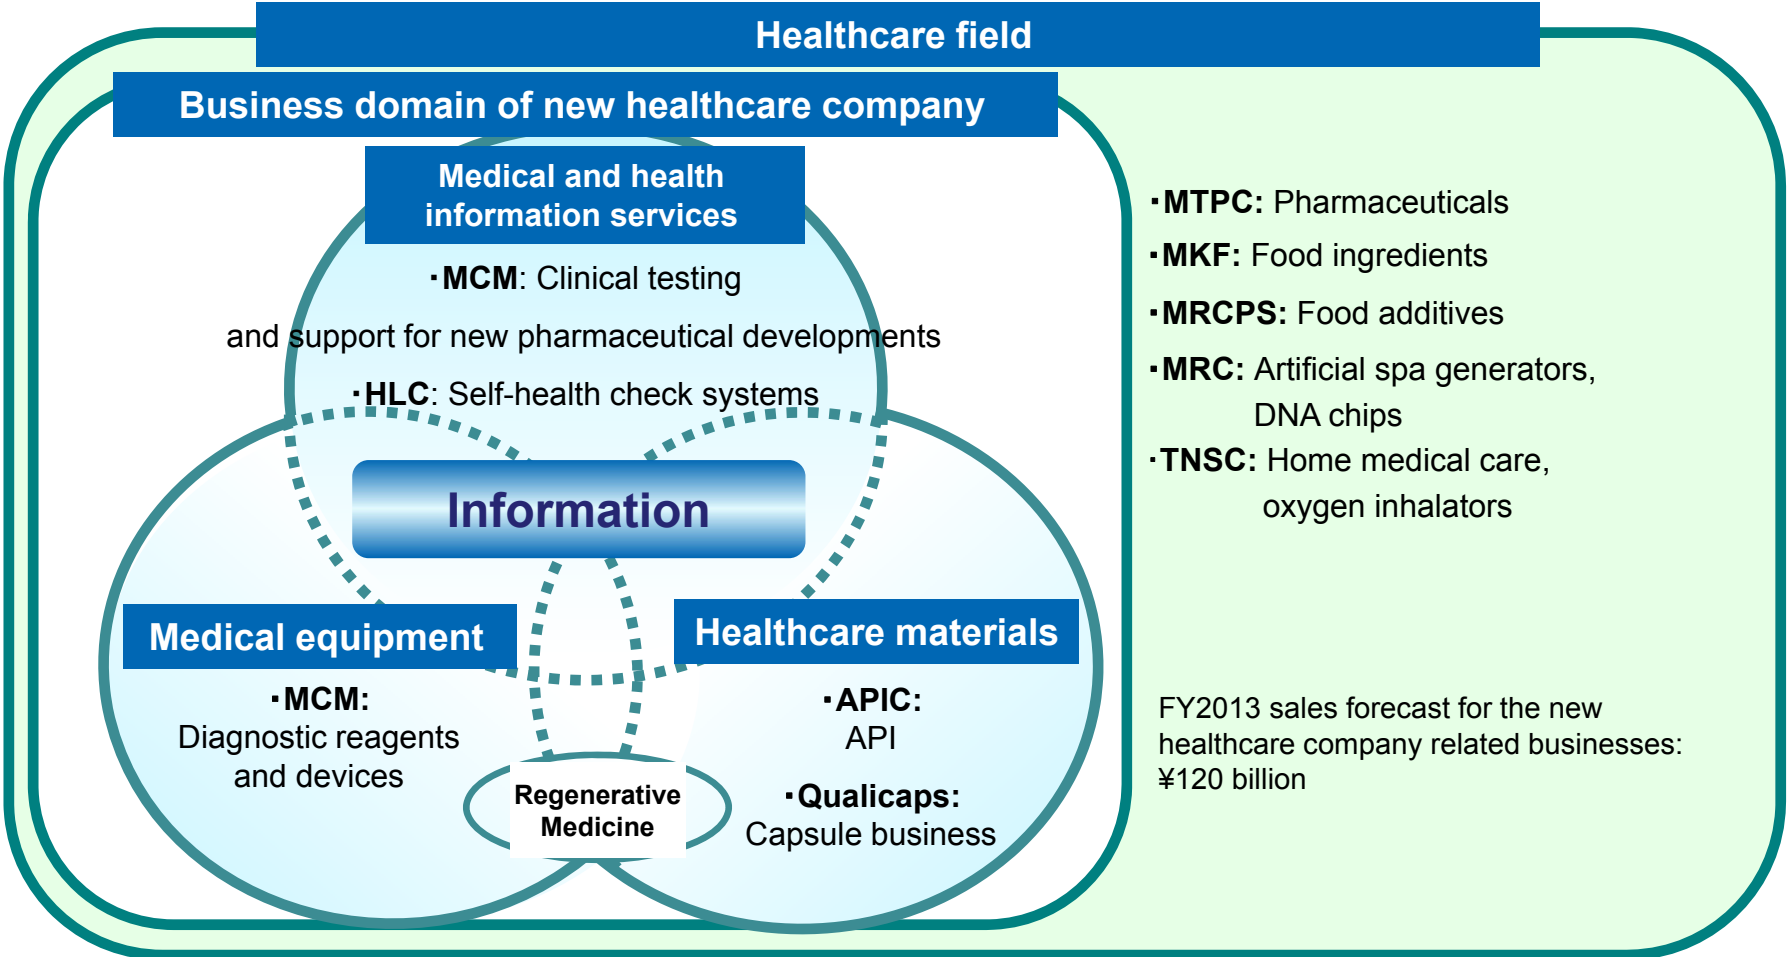 Healthcare field
Business domain of new healthcare company
Medical and health
information services
・MCM: Clinical testing
and support for new pharmaceutical developments
・HLC: Self-health check systems
Information
Medical equipment
・MCM:
Diagnostic reagents
and devices
Healthcare materials
・APIC:
API
・Qualicaps:
Capsule business
Regenerative
Medicine
・MTPC: Pharmaceuticals
・MKF: Food ingredients
・MRCPS: Food additives
・MRC: Artificial spa generators,
DNA chips
・TNSC: Home medical care,
oxygen inhalators
FY2013 sales forecast for the new
healthcare company related businesses:
¥120 billion